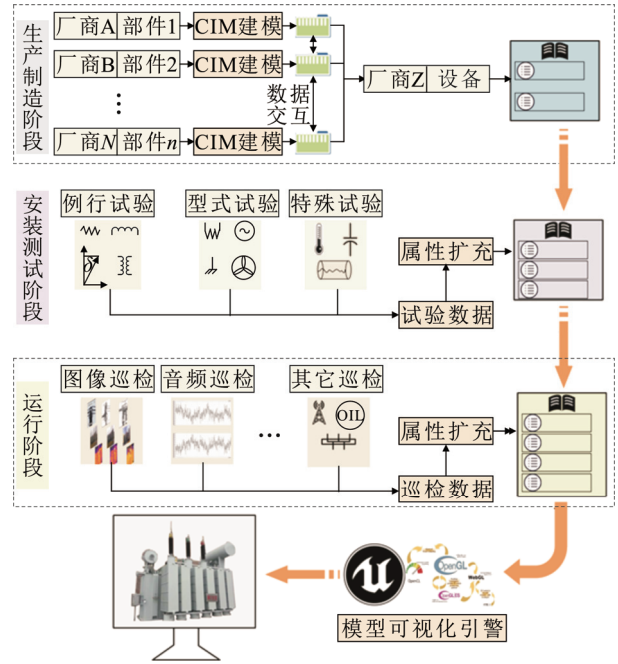 生产制造阶段
厂商A 部件1 CIM建模
厂商B 部件2 CIM建模
数据
交互
厂商Z 设备
厂商N 部件n CIM建模
安装测试阶段
例行试验 型式试验 特殊试验
属性扩充
试验数据
运行阶段
图像巡检 音频巡检 其它巡检
OIL
属性扩充
巡检数据
OpenGL
WebGL
模型可视化引擎